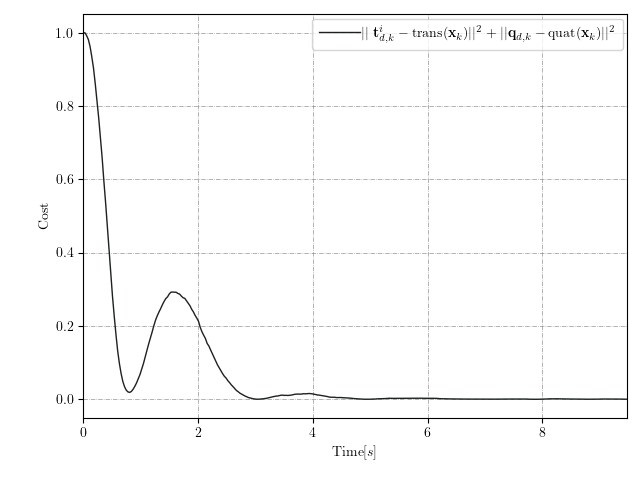 || t^i_{d,k} − trans(x_k)||^2 + ||q_{d,k} − quat(x_k)||^2
1.0
0.8
0.6
0.4
0.2
0.0
Cost
0 2 4 6 8
Time[s]